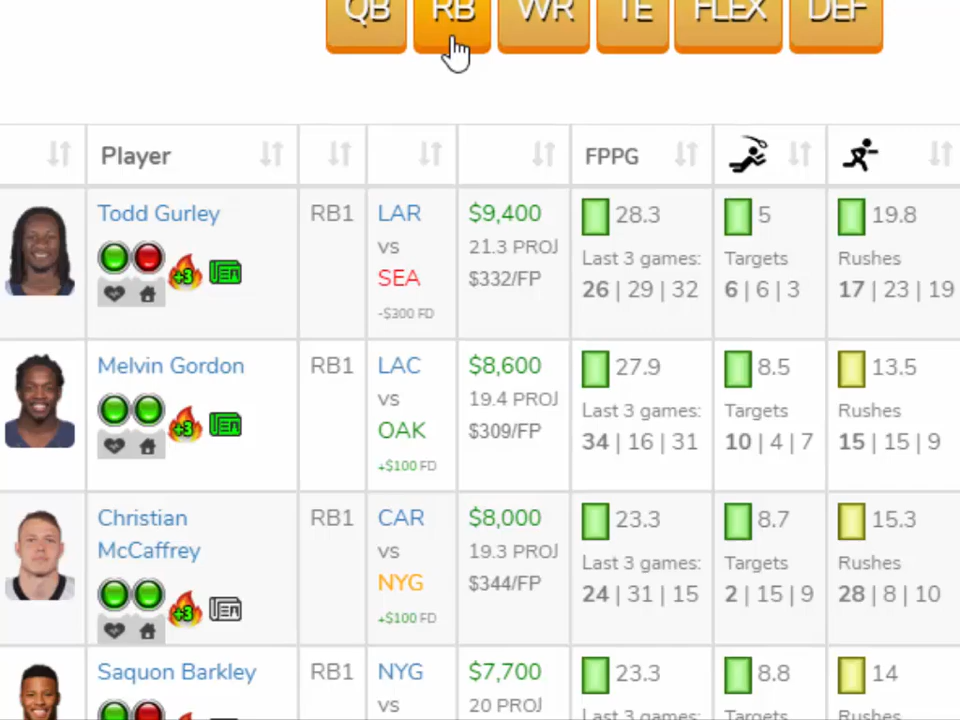 QB RB WR TE FLEX DEF
Player FPPG
Todd Gurley RB1 LAR $9,400 28.3 5 19.8
vs 21.3 PROJ Last 3 games: Targets Rushes
+3 SEA $332/FP 26 | 29 | 32 6 | 6 | 3 17 | 23 | 19
-$300 FD
Melvin Gordon RB1 LAC $8,600 27.9 8.5 13.5
vs 19.4 PROJ Last 3 games: Targets Rushes
+3 OAK $309/FP 34 | 16 | 31 10 | 4 | 7 15 | 15 | 9
+$100 FD
Christian RB1 CAR $8,000 23.3 8.7 15.3
McCaffrey vs 19.3 PROJ Last 3 games: Targets Rushes
+3 NYG $344/FP 24 | 31 | 15 2 | 15 | 9 28 | 8 | 10
+$100 FD
Saquon Barkley RB1 NYG $7,700 23.3 8.8 14
vs 20 PROJ Last 3 games: Targets Rushes